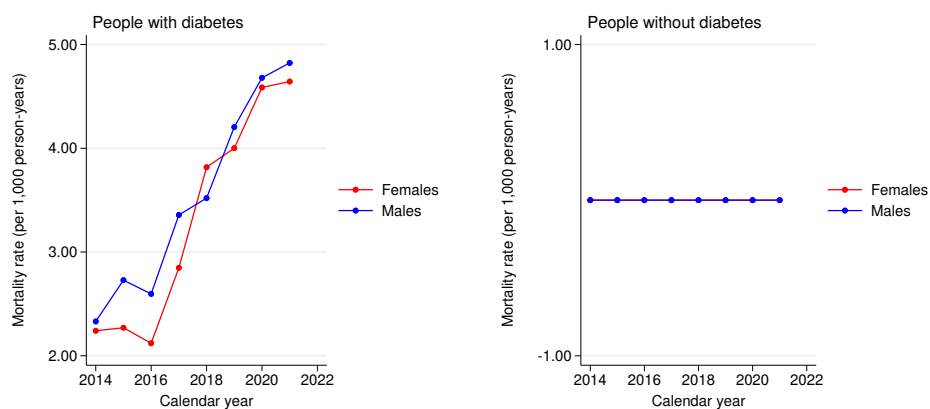 People with diabetes
5.00
4.00
3.00
2.00
Mortality rate (per 1,000 person-years)
2014 2016 2018 2020 2022
Calendar year
Females
Males
People without diabetes
1.00
-1.00
Mortality rate (per 1,000 person-years)
2014 2016 2018 2020 2022
Calendar year
Females
Males